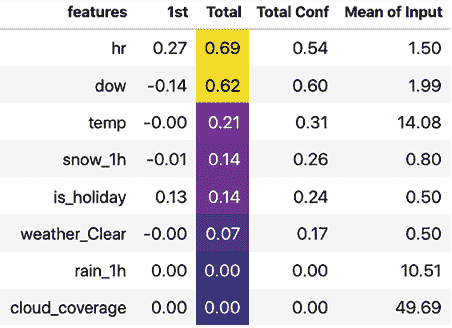 features 1st Total Total Conf Mean of Input
hr 0.27 0.69 0.54 1.50
dow -0.14 0.62 0.60 1.99
temp -0.00 0.21 0.31 14.08
snow_1h -0.01 0.14 0.26 0.80
is_holiday 0.13 0.14 0.24 0.50
weather_Clear -0.00 0.07 0.17 0.50
rain_1h 0.00 0.00 0.00 10.51
cloud_coverage 0.00 0.00 0.00 49.69